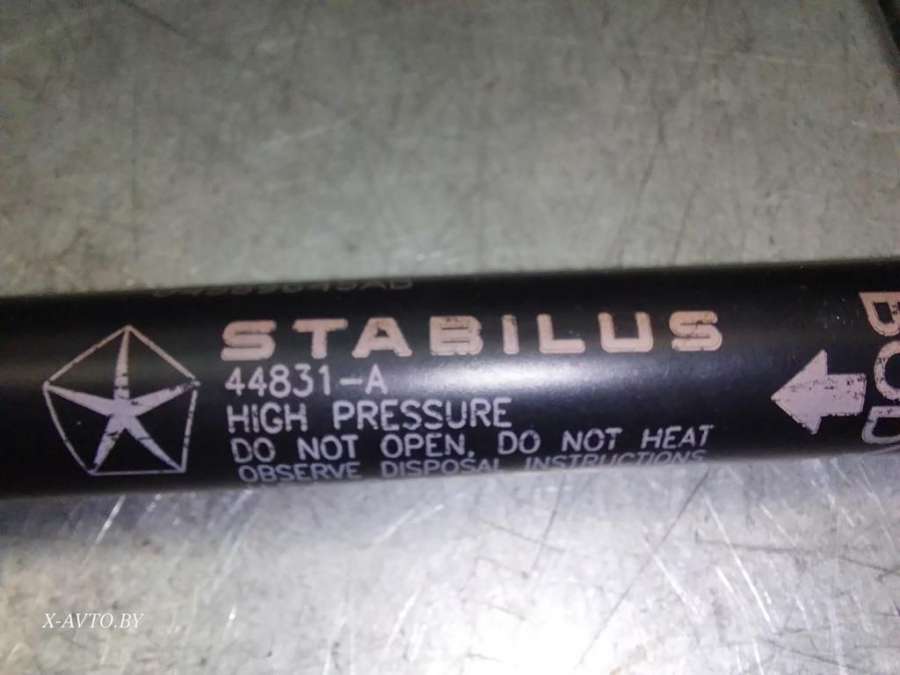 STABILUS
44831-A
HIGH PRESSURE
DO NOT OPEN, DO NOT HEAT
OBSERVE DISPOSAL INSTRUCTIONS
X-AVTO.BY